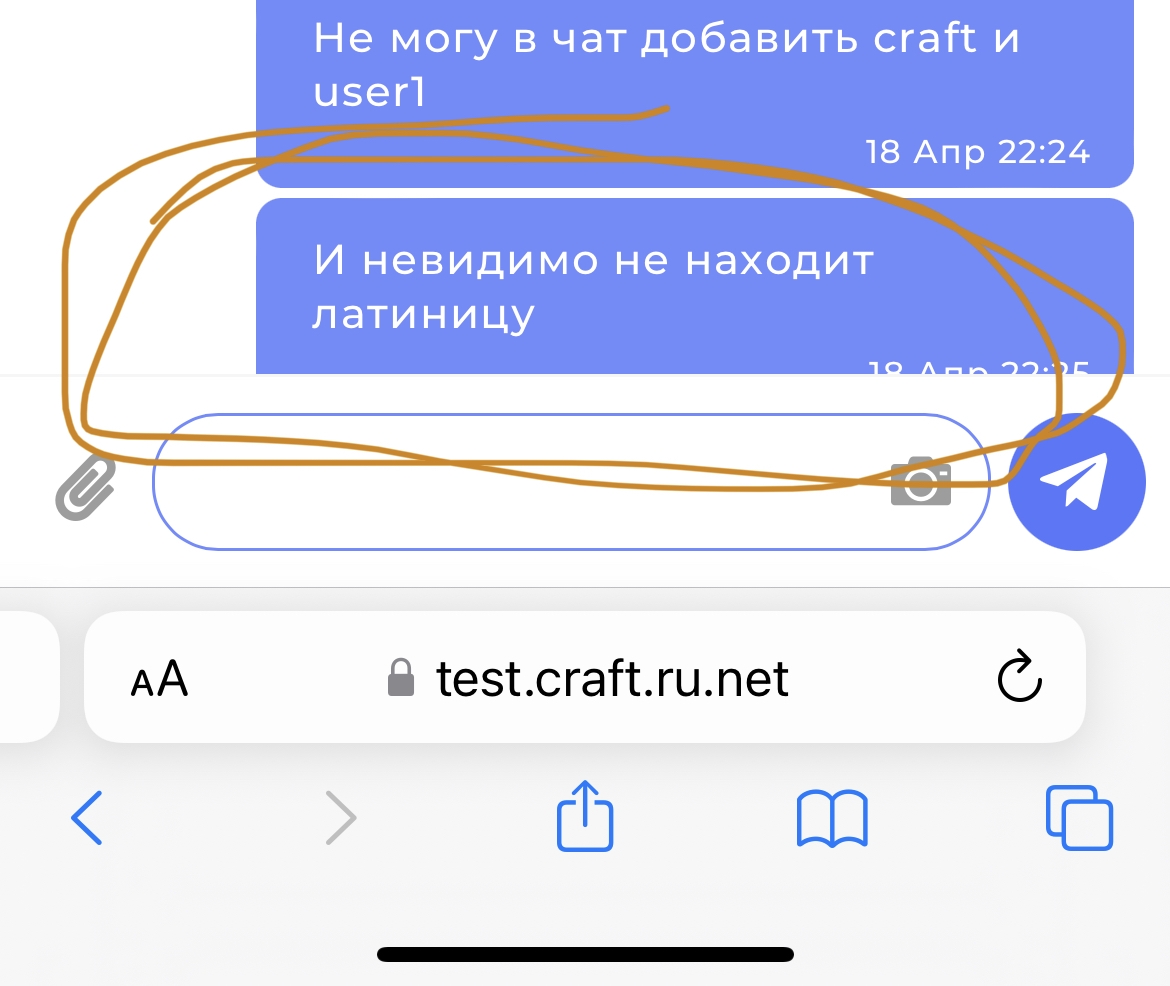 Не могу в чат добавить craft и
user1
18 Апр 22:24
И невидимо не находит
латиницу
18 Апр 22:25
AA
test.craft.ru.net